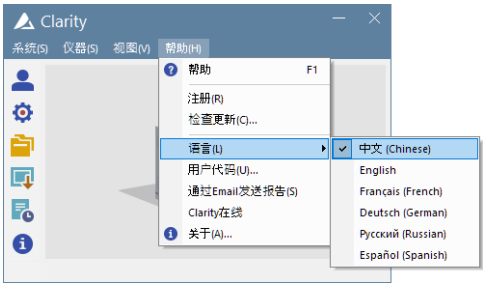 Clarity
系统(S) 仪器(S) 视图(V) 帮助(H)
帮助 F1
注册(R)
检查更新(C)...
语言(L)
用户代码(U)...
通过Email发送报告(S)
Clarity在线
关于(A)...
中文 (Chinese)
English
Français (French)
Deutsch (German)
Русский (Russian)
Español (Spanish)